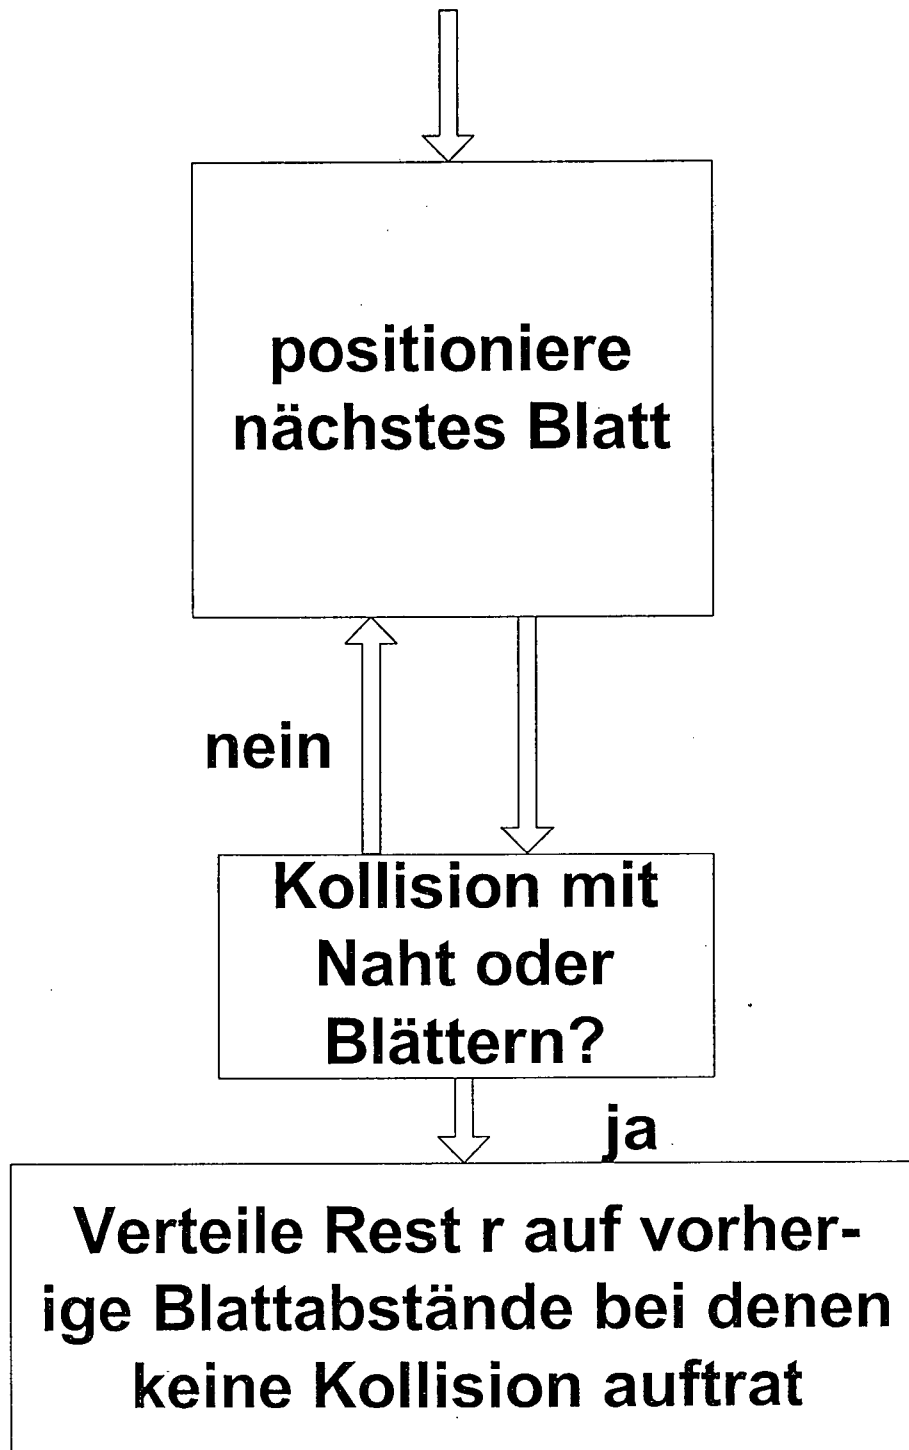 positioniere
nächstes Blatt
nein
Kollision mit
Naht oder
Blättern?
ja
Verteile Rest r auf vorher-
ige Blattabstände bei denen
keine Kollision auftrat